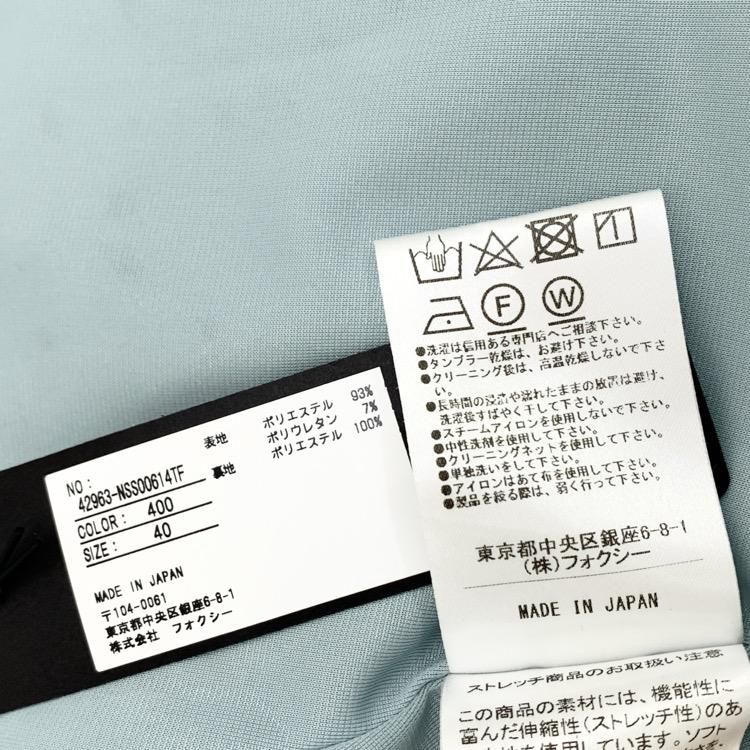 NO:
42963-NSS00614TF
COLOR: 400
SIZE: 40
表地 ポリエステル 93%
ポリウレタン 7%
裏地 ポリエステル 100%
MADE IN JAPAN
〒104-0061
東京都中央区銀座6-8-1
株式会社 フォクシー
F W
●洗濯は信用ある専門店へご相談下さい。
●タンブラー乾燥は、お避け下さい。
●クリーニング後は、高温乾燥しないで下さ
い。
●長時間の浸漬や濡れたままの放置は避け、
洗濯後すばやく干して下さい。
●スチームアイロンを使用しないで下さい。
●中性洗剤を使用して下さい。
●クリーニングネットを使用して下さい。
●単独洗いをして下さい。
●アイロンはあて布を使用して下さい。
●製品を絞る際は、弱く行って下さい。
東京都中央区銀座6-8-1
(株)フォクシー
MADE IN JAPAN
ストレッチ商品のお取扱い注意
この商品の素材には、機能性に
富んだ伸縮性(ストレッチ性)のあ
を使用しています。ソフト